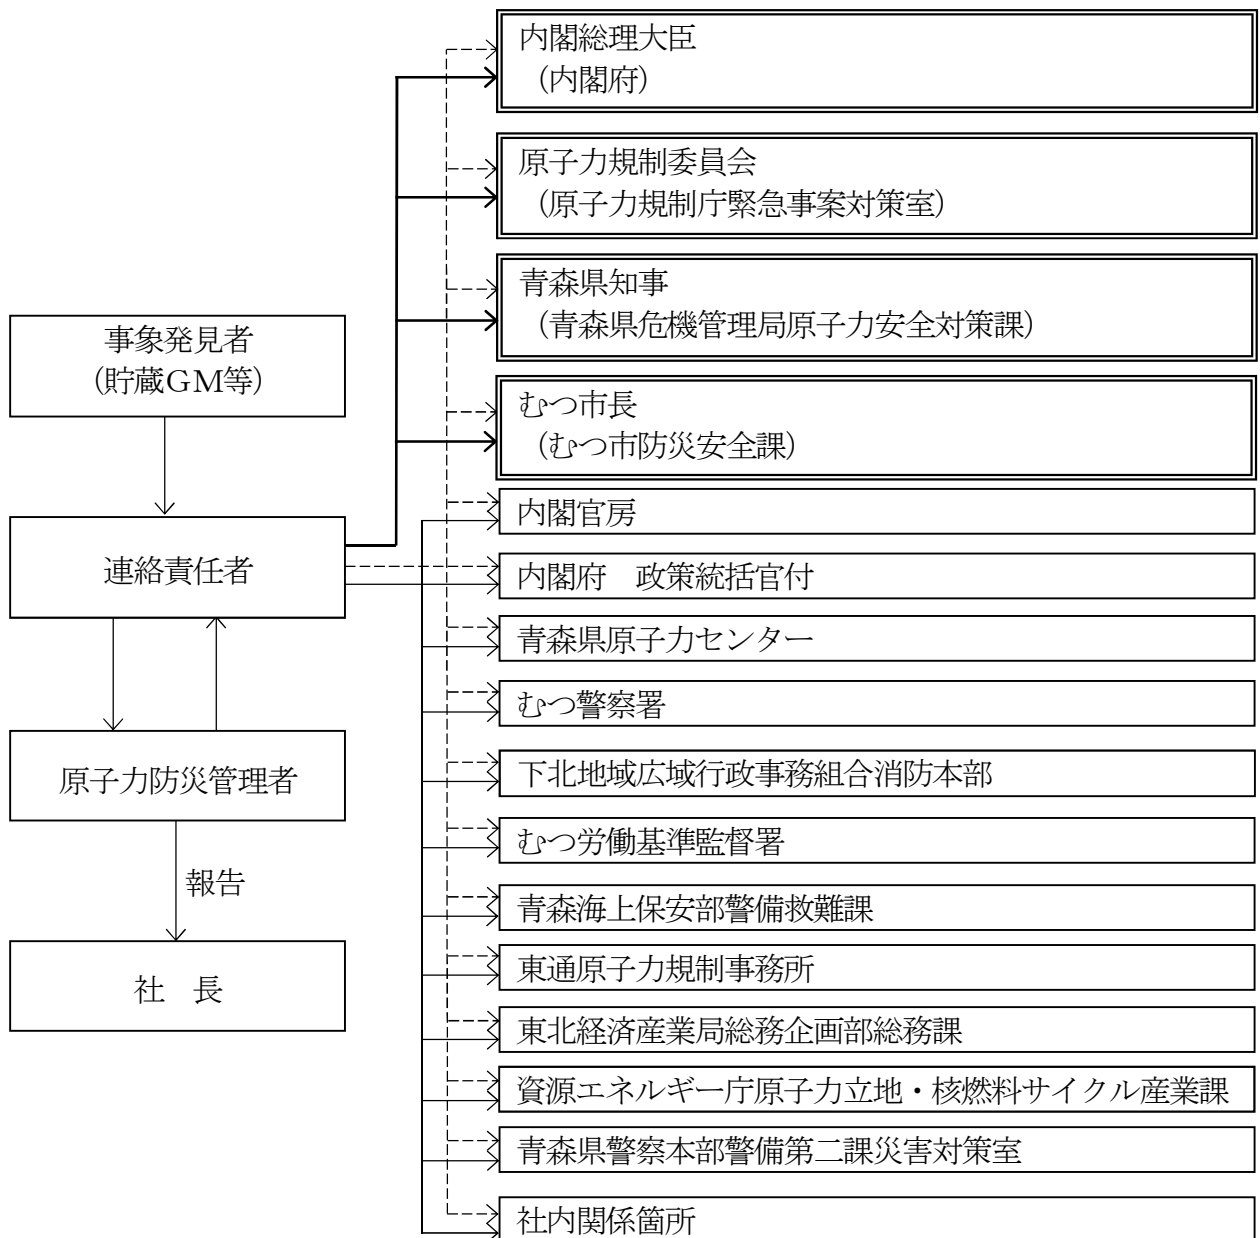 内閣総理大臣
（内閣府）
原子力規制委員会
（原子力規制庁緊急事案対策室）
青森県知事
（青森県危機管理局原子力安全対策課）
むつ市長
（むつ市防災安全課）
事象発見者
（貯蔵ＧＭ等）
連絡責任者
原子力防災管理者
報告
社　長
内閣官房
内閣府　政策統括官付
青森県原子力センター
むつ警察署
下北地域広域行政事務組合消防本部
むつ労働基準監督署
青森海上保安部警備救難課
東通原子力規制事務所
東北経済産業局総務企画部総務課
資源エネルギー庁原子力立地・核燃料サイクル産業課
青森県警察本部警備第二課災害対策室
社内関係箇所